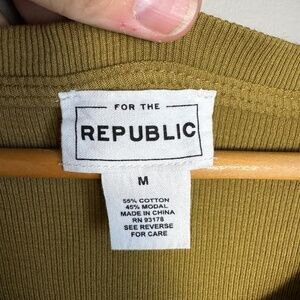 FOR THE
REPUBLIC
M
55% COTTON
45% MODAL
MADE IN CHINA
RN 93178
SEE REVERSE
FOR CARE